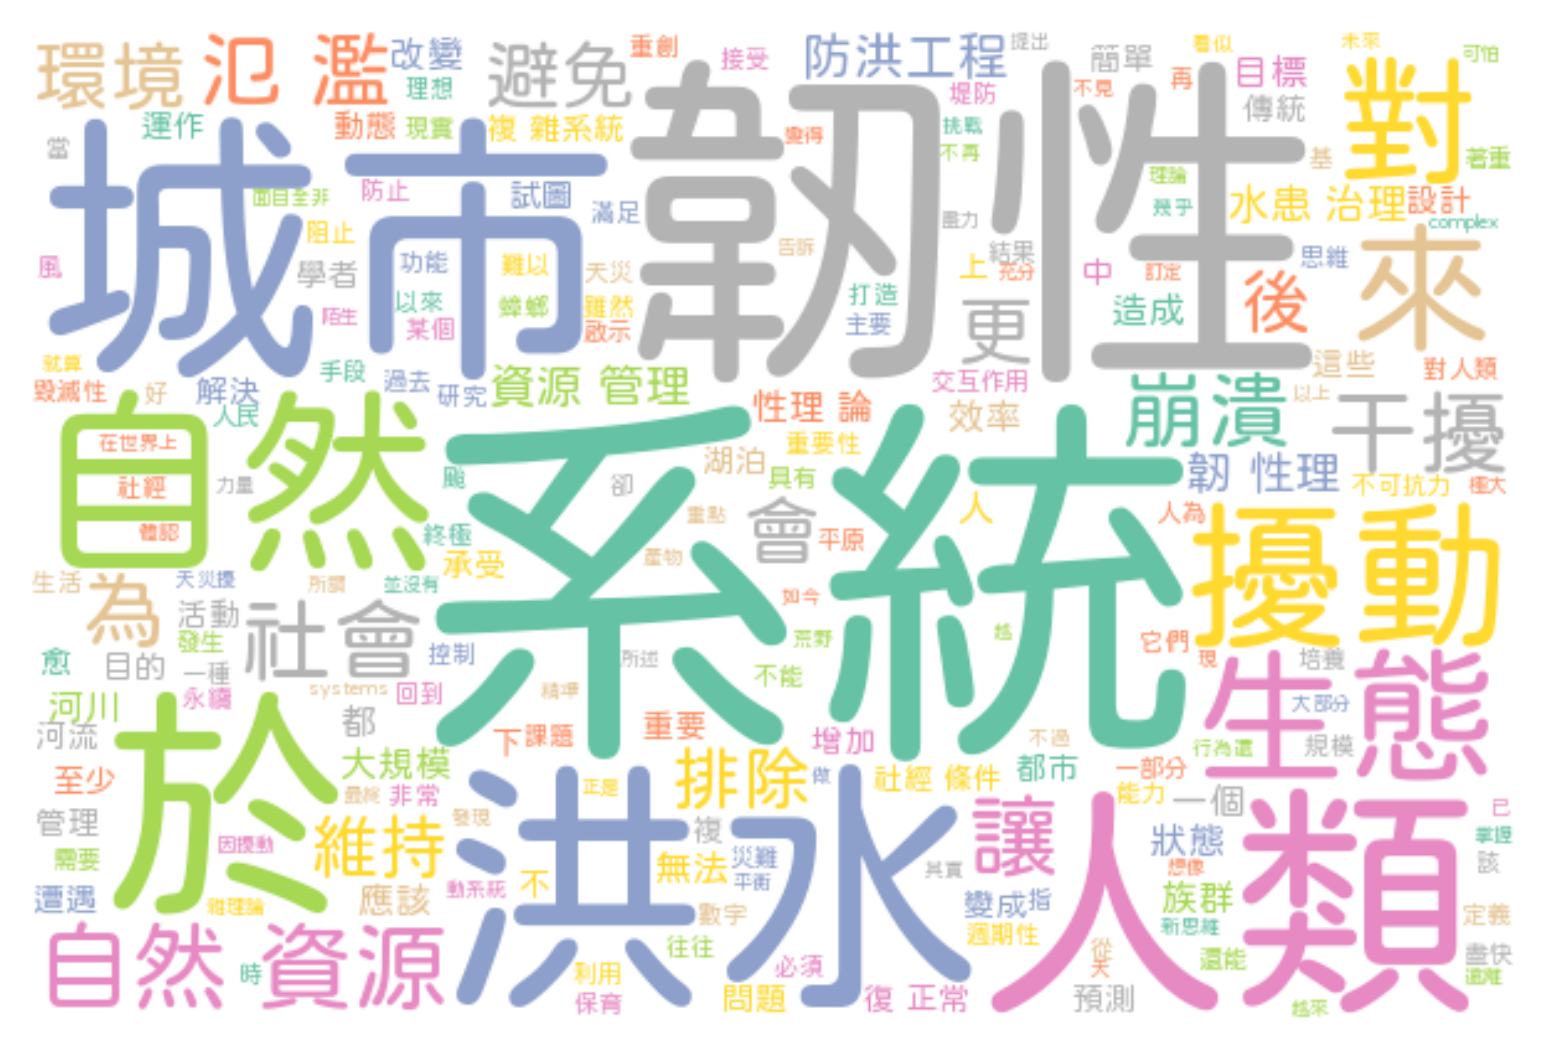 環境 氾 濫 改變 避免 重創 接受 防洪工程 提出 簡單 看似 未來 可怕
理想 目標 對
運作 動態 現實 複 雜系統 堤防 不見 再 傳統
當 城市 韌性 變得 挑戰 不再 基 著重
面目全非 防止 試圖 滿足 理論 幾乎 水患 治理 設計 complex
風 阻止 學者 功能 難以 天災 告訴 盡力 結果 上 充分 中 訂定 思維 來
陌生 以來 某個 蟑螂 雖然 啟示 打造 主要 更 造成 後
就算 毀滅性 好 解決 手段 過去 研究 資源 管理 交互作用 這些 對人類
人民 自然 系統 性理 論 效率 崩潰 以上 干擾
在世界上 重要性
社經 力量 颱 卻 湖泊 具有 韌 性理 不可抗力 極大
體認 終極 重點 會 平原 人 人為 擾動
生活 天災擾 所謂 並沒有 承受 產物
為 活動 社會 如今
發生 控制 所述 荒野 越 它們 現 培養
愈 目的 一種 systems 回到 精準 不能 生態
河川 永續 大部分
河流 於 都 下 課題 重要 增加 不過 行為還 規模
至少 大規模 排除 做 社經 條件 都市 一部分
最終 非常 正是 能力 一個 人類 已
管理 維持 發現 洪水 複 讓 狀態 掌握
需要 因擾動 動系統 不 無法 災難 平衡 其實 想像 該
遭遇 雜理論 應該 數字 變成 指 族群 新思維 定義
自然 資源 時 往往 週期性 從 天 還能 盡快 遠離
利用 保育 問題 必須 復 正常 預測 越來